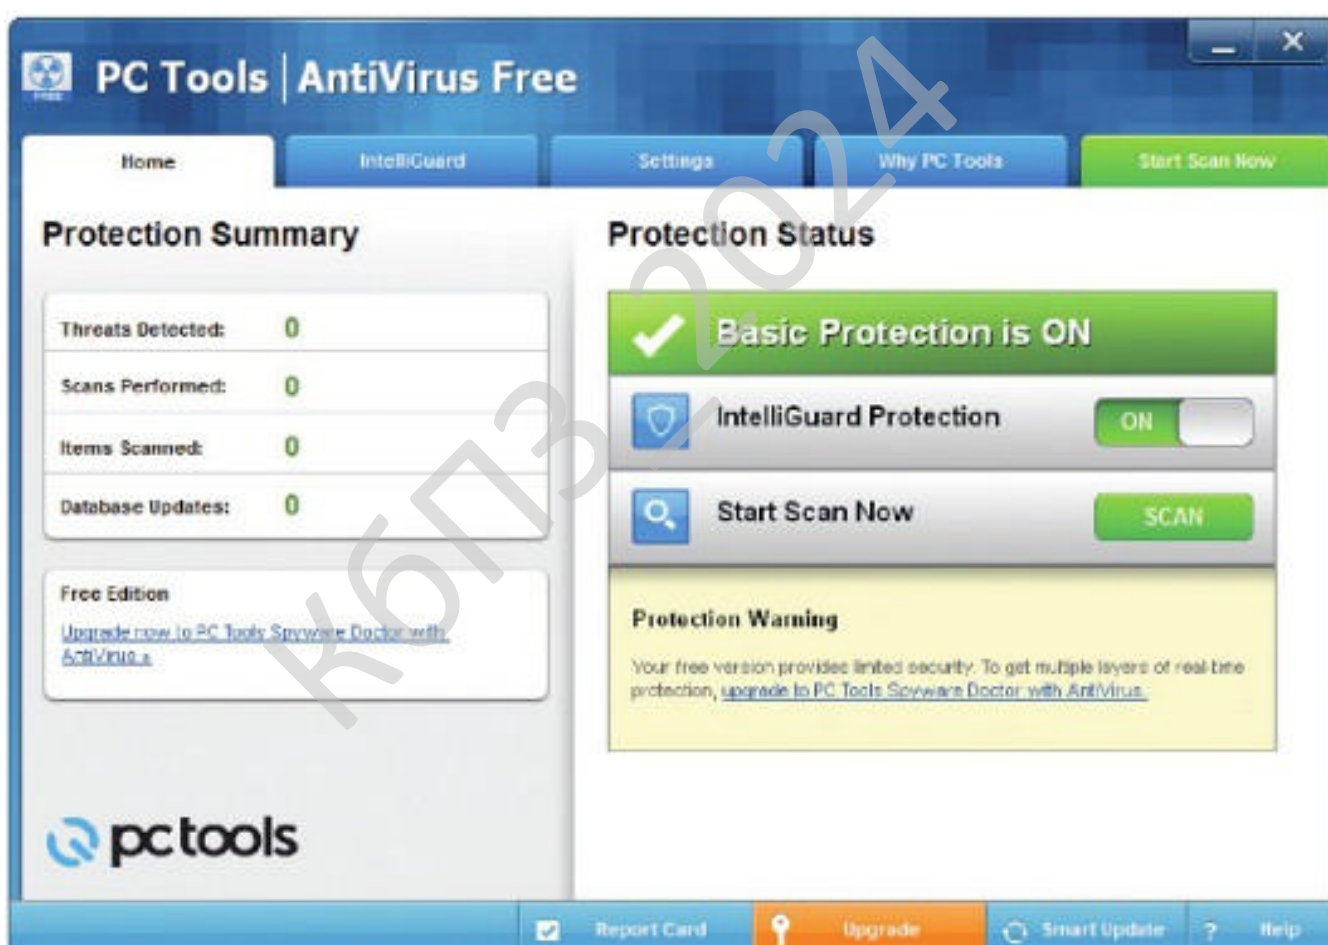 PC Tools | AntiVirus Free
FREE
Home
IntelliGuard
Settings
Why PC Tools
Start Scan Now
Protection Summary
Threats Detected: 0
Scans Performed: 0
Items Scanned: 0
Database Updates: 0
Free Edition
Upgrade now to PC Tools Spyware Doctor with
AntiVirus »
pctools
Protection Status
Basic Protection is ON
IntelliGuard Protection
ON
Start Scan Now
SCAN
Protection Warning
Your free version provides limited security. To get multiple layers of real-time
protection, upgrade to PC Tools Spyware Doctor with AntiVirus.
Report Card
Upgrade
Smart Update
? Help
КбПЗ_2024